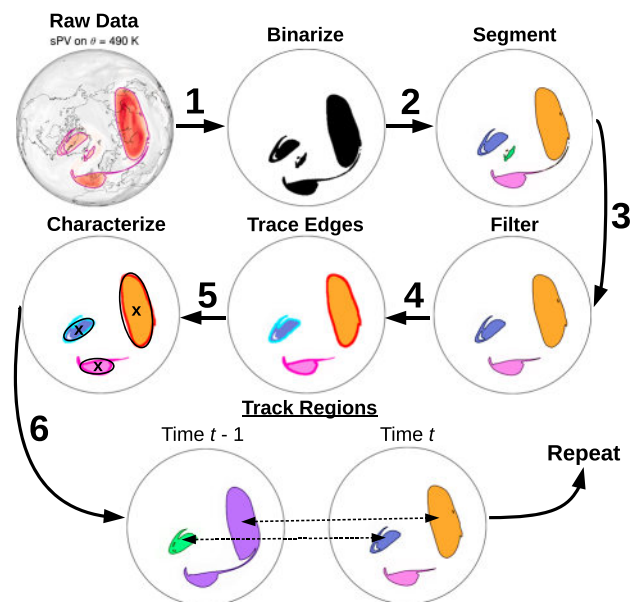 Raw Data
sPV on θ = 490 K
Binarize
Segment
1
2
3
Characterize
Trace Edges
Filter
5
4
x
x
x
6
Track Regions
Time t - 1
Time t
Repeat